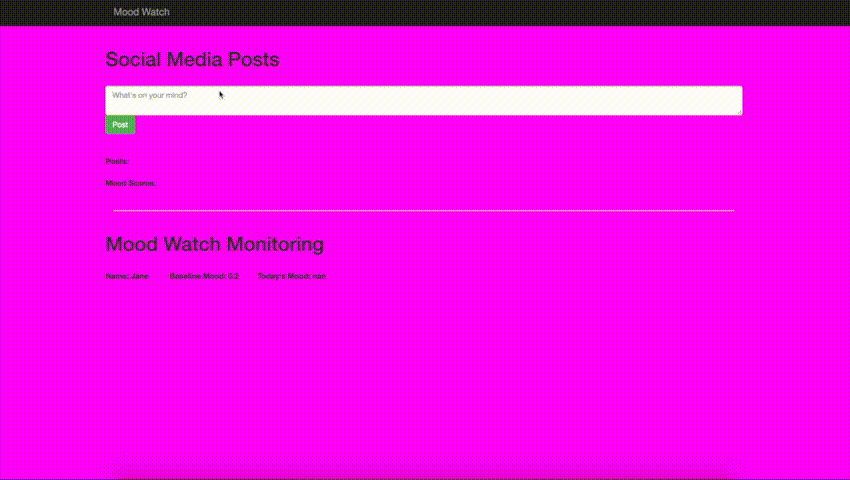 Mood Watch
Social Media Posts
What's on your mind?
Post
Posts:
Mood Scores:
Mood Watch Monitoring
Name: Jane Baseline Mood: 0.2 Today's Mood: nan